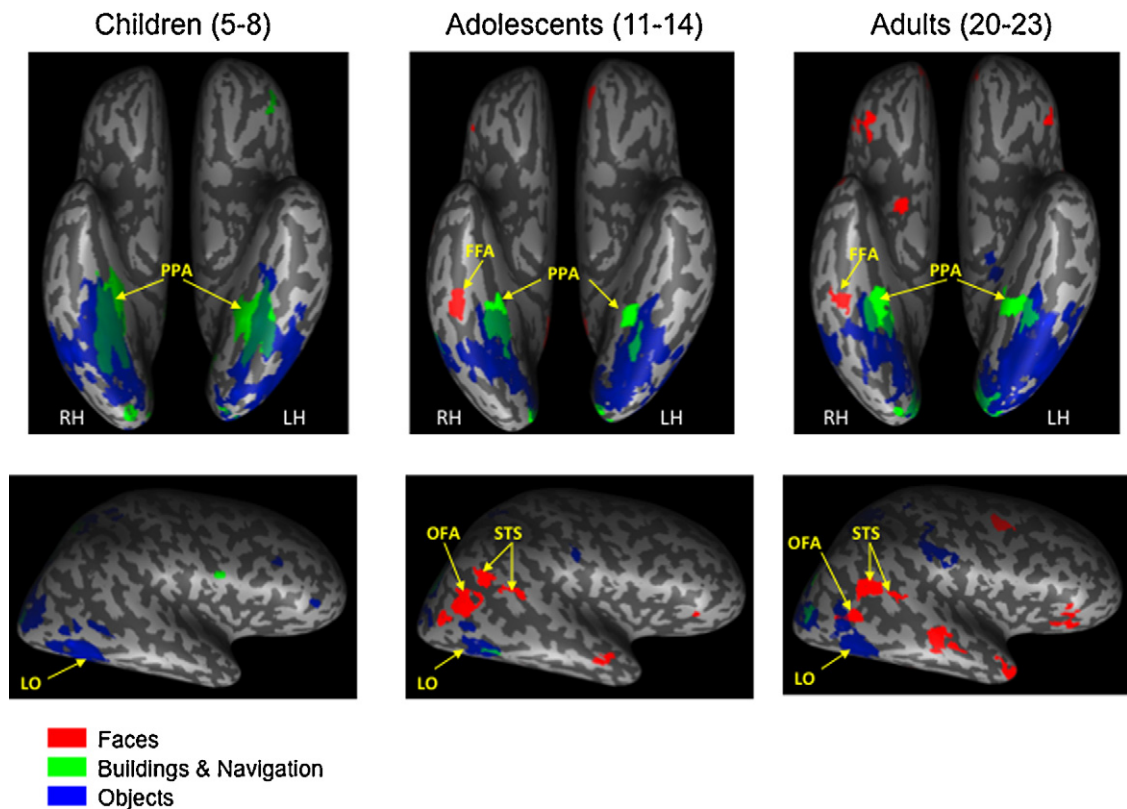 Children (5-8)
Adolescents (11-14)
Adults (20-23)
PPA
RH
LH
FFA
PPA
RH
LH
FFA
PPA
RH
LH
LO
OFA
STS
LO
OFA
STS
LO
Faces
Buildings & Navigation
Objects